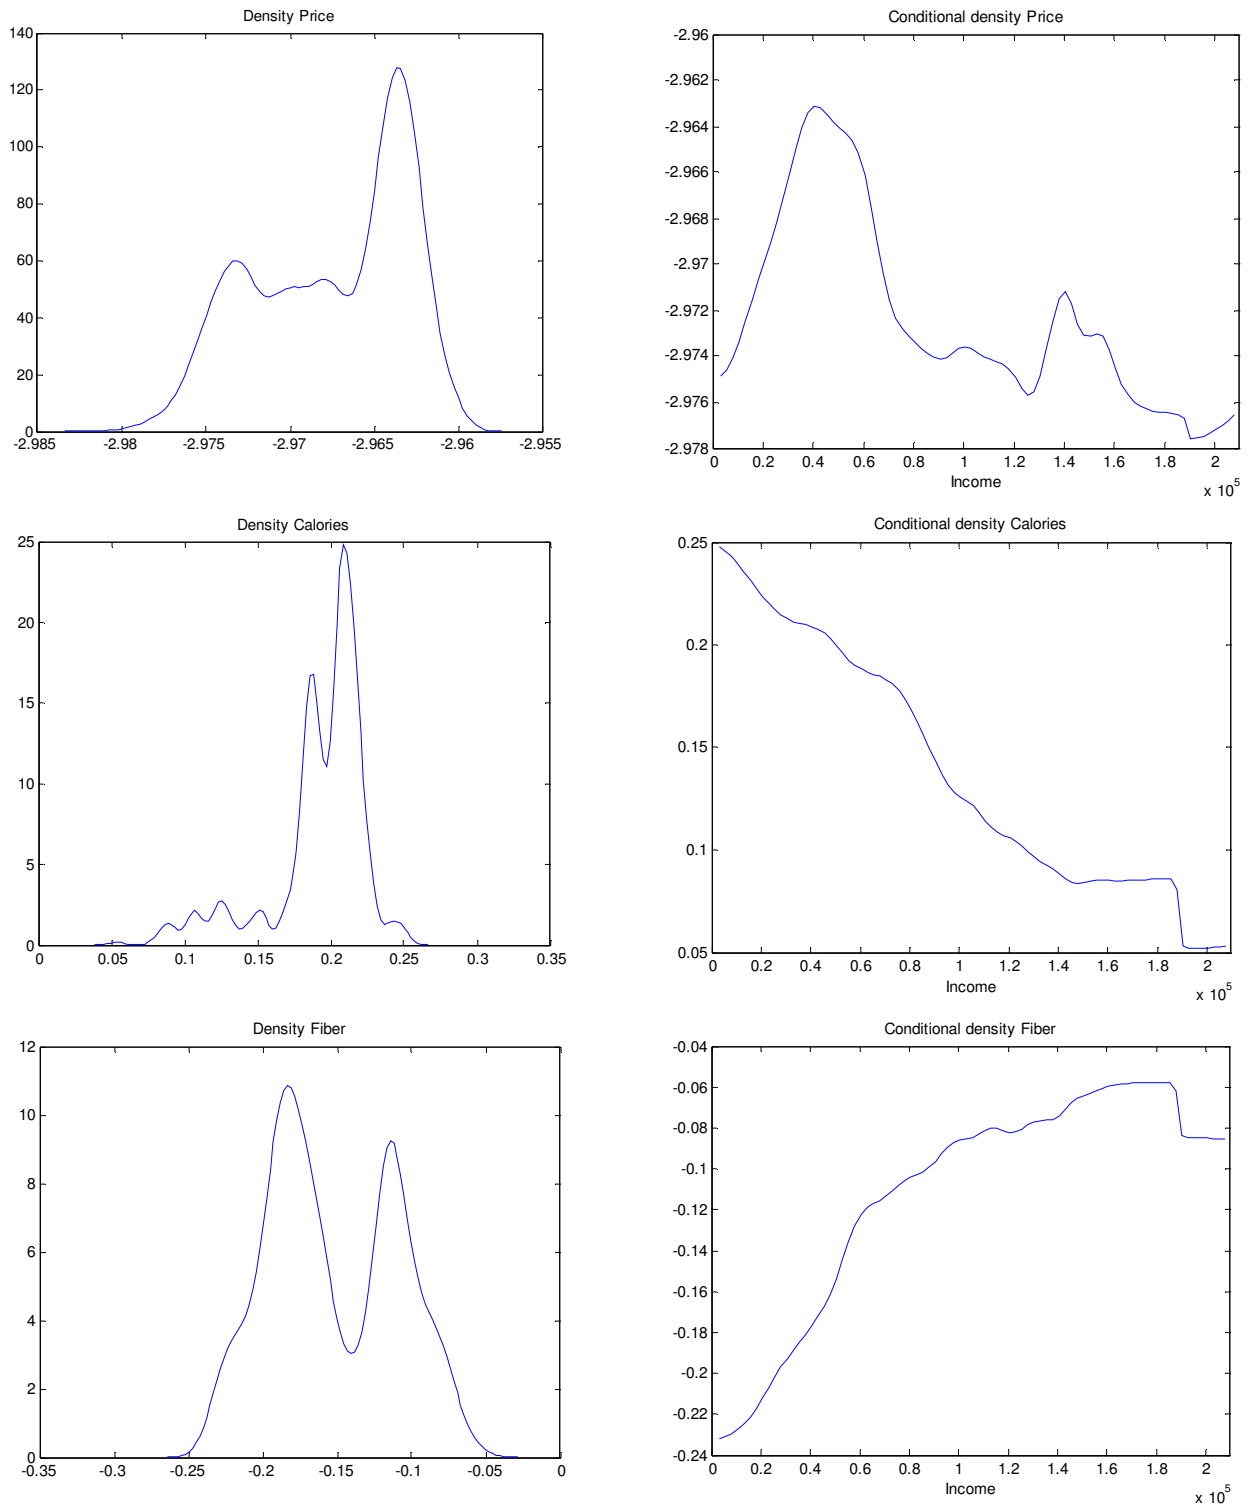 Density Price
140
120
100
80
60
40
20
0
-2.985 -2.98 -2.975 -2.97 -2.965 -2.96 -2.955
Conditional density Price
-2.96
-2.962
-2.964
-2.966
-2.968
-2.97
-2.972
-2.974
-2.976
-2.978
0 0.2 0.4 0.6 0.8 1 1.2 1.4 1.6 1.8 2
Income
x 10^5
Density Calories
25
20
15
10
5
0
0 0.05 0.1 0.15 0.2 0.25 0.3 0.35
Conditional density Calories
0.25
0.2
0.15
0.1
0.05
0 0.2 0.4 0.6 0.8 1 1.2 1.4 1.6 1.8 2
Income
x 10^5
Density Fiber
12
10
8
6
4
2
0
-0.35 -0.3 -0.25 -0.2 -0.15 -0.1 -0.05 0
Conditional density Fiber
-0.04
-0.06
-0.08
-0.1
-0.12
-0.14
-0.16
-0.18
-0.2
-0.22
-0.24
0 0.2 0.4 0.6 0.8 1 1.2 1.4 1.6 1.8 2
Income
x 10^5